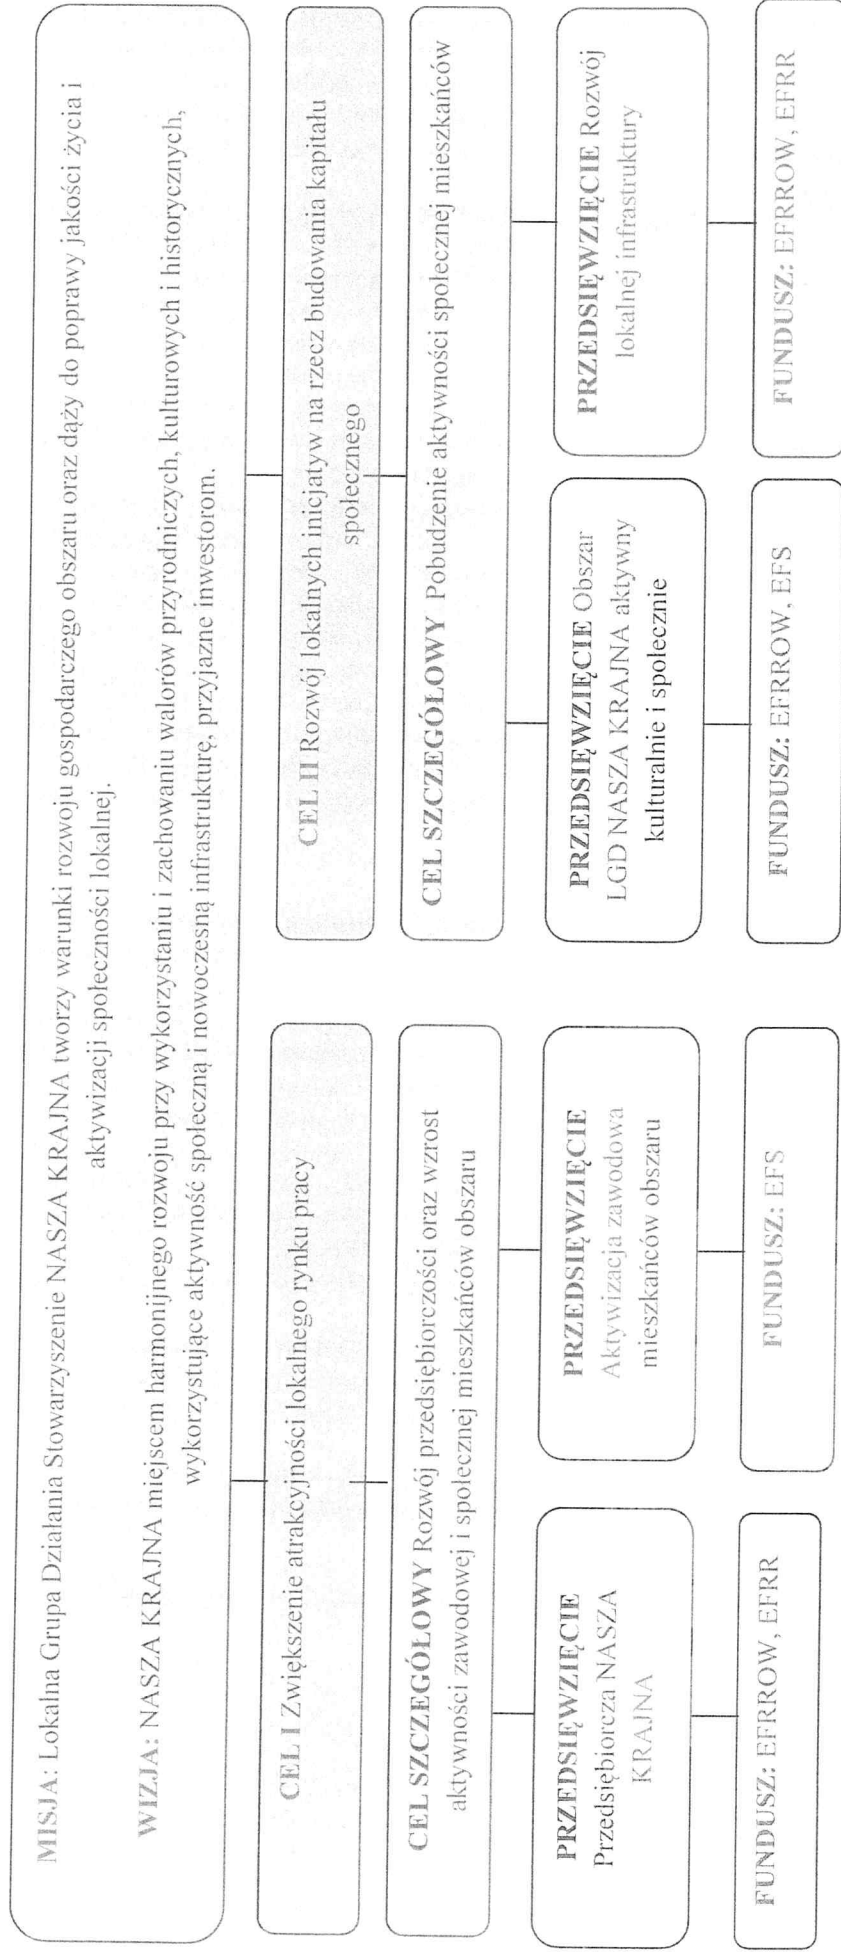 MISJA: Lokalna Grupa Działania Stowarzyszenie NASZA KRAJNA tworzy warunki rozwoju gospodarczego obszaru oraz dąży do poprawy jakości życia i
aktywizacji społeczności lokalnej.
WIZJA: NASZA KRAJNA miejscem harmonijnego rozwoju przy wykorzystaniu i zachowaniu walorów przyrodniczych, kulturowych i historycznych,
wykorzystujące aktywność społeczną i nowoczesną infrastrukturę, przyjazne inwestorom.
CEL I Zwiększenie atrakcyjności lokalnego rynku pracy
CEL SZCZEGÓŁOWY Rozwój przedsiębiorczości oraz wzrost
aktywności zawodowej i społecznej mieszkańców obszaru
PRZEDSIĘWZIĘCIE
Przedsiębiorcza NASZA
KRAJNA
FUNDUSZ: EFRROW, EFRR
PRZEDSIĘWZIĘCIE
Aktywizacja zawodowa
mieszkańców obszaru
FUNDUSZ: EFS
CEL II Rozwój lokalnych inicjatyw na rzecz budowania kapitału
społecznego
CEL SZCZEGÓŁOWY Pobudzenie aktywności społecznej mieszkańców
PRZEDSIĘWZIĘCIE Obszar
LGD NASZA KRAJNA aktywny
kulturalnie i społecznie
FUNDUSZ: EFRROW, EFS
PRZEDSIĘWZIĘCIE Rozwój
lokalnej infrastruktury
FUNDUSZ: EFRROW, EFRR